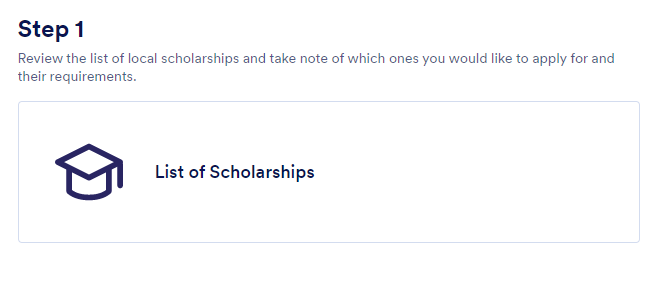 Step 1
Review the list of local scholarships and take note of which ones you would like to apply for and
their requirements.
List of Scholarships